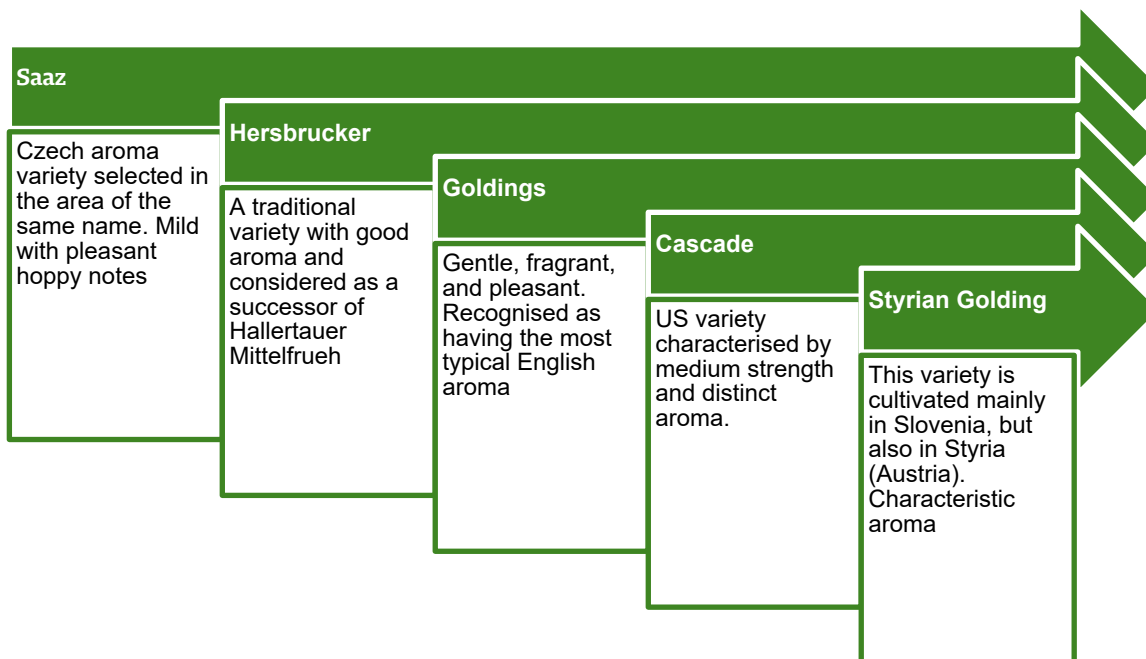 Saaz
Czech aroma
variety selected in
the area of the
same name. Mild
with pleasant
hoppy notes
Hersbrucker
A traditional
variety with good
aroma and
considered as a
successor of
Hallertauer
Mittelfrueh
Goldings
Gentle, fragrant,
and pleasant.
Recognised as
having the most
typical English
aroma
Cascade
US variety
characterised by
medium strength
and distinct
aroma.
Styrian Golding
This variety is
cultivated mainly
in Slovenia, but
also in Styria
(Austria).
Characteristic
aroma